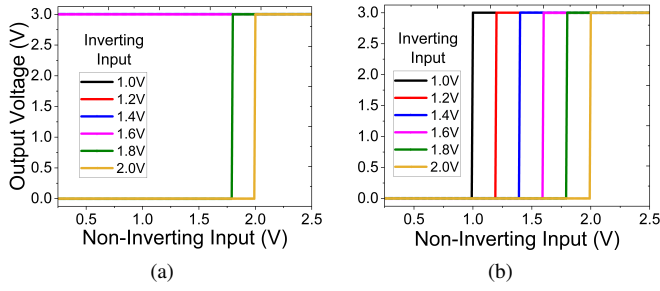 Output Voltage (V)
3.0
2.5
2.0
1.5
1.0
0.5
0.0
Inverting
Input
1.0V
1.2V
1.4V
1.6V
1.8V
2.0V
0.5 1.0 1.5 2.0 2.5
Non-Inverting Input (V)
(a)
3.0
2.5
2.0
1.5
1.0
0.5
0.0
Inverting
Input
1.0V
1.2V
1.4V
1.6V
1.8V
2.0V
0.5 1.0 1.5 2.0 2.5
Non-Inverting Input (V)
(b)